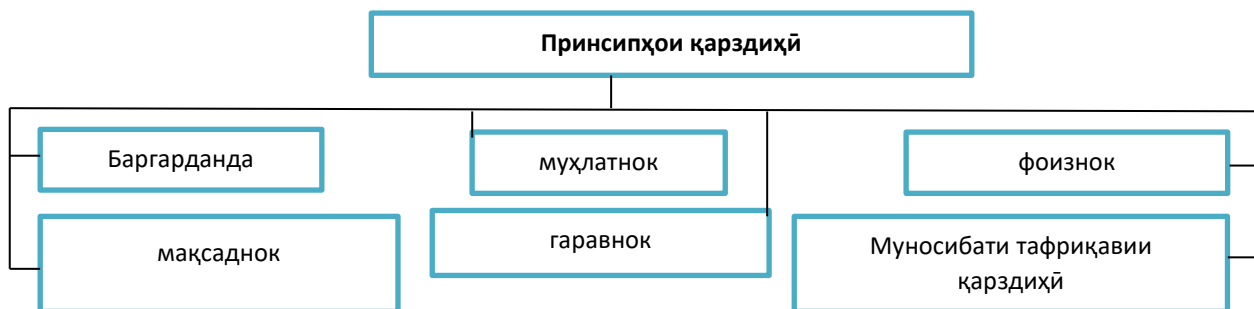 Принсипҳои қарздиҳӣ
Баргарданда
муҳлатнок
фоизнок
мақсаднок
гаравнок
Муносибати тафриқавии
қарздиҳӣ